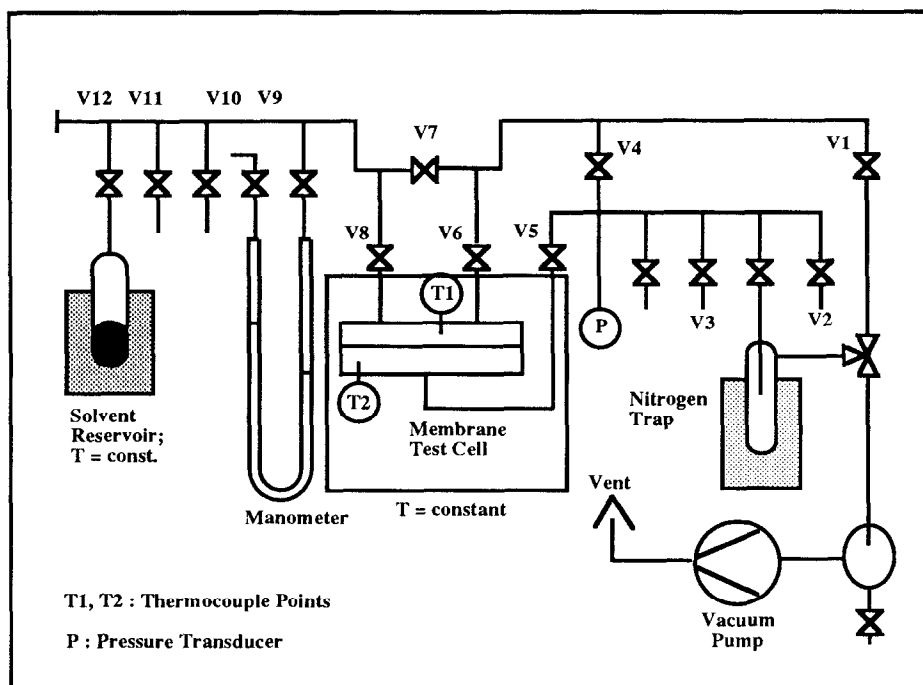 V12 V11 V10 V9
V7
V4
V1
V8
V6
V5
T1
P
V3
V2
T2
Solvent
Reservoir;
T = const.
Membrane
Test Cell
Nitrogen
Trap
Manometer
T = constant
Vent
Vacuum
Pump
T1, T2 : Thermocouple Points
P : Pressure Transducer